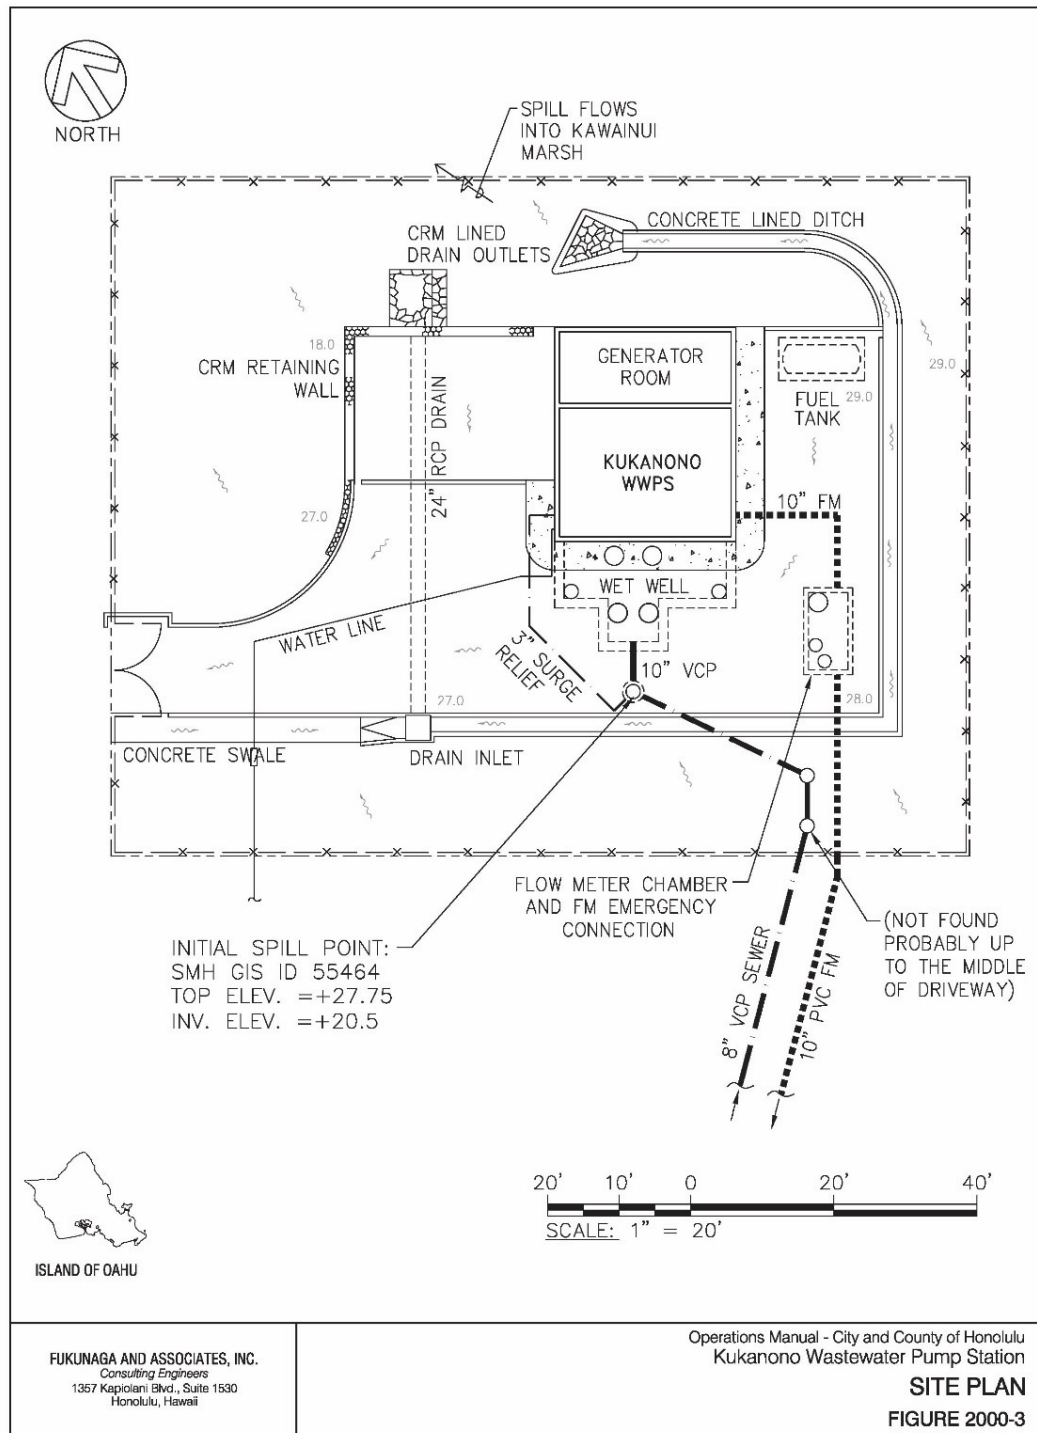 NORTH
SPILL FLOWS
INTO KAWAINUI
MARSH
CONCRETE LINED DITCH
CRM LINED
DRAIN OUTLETS
18.0
CRM RETAINING
WALL
24" RCP DRAIN
GENERATOR
ROOM
29.0
FUEL
TANK
29.0
KUKANONO
WWPS
10" FM
27.0
WET WELL
WATER LINE
3" SURGE
RELIEF
10" VCP
27.0
28.0
CONCRETE SWALE
DRAIN INLET
FLOW METER CHAMBER
AND FM EMERGENCY
CONNECTION
(NOT FOUND
PROBABLY UP
TO THE MIDDLE
OF DRIVEWAY)
INITIAL SPILL POINT:
SMH GIS ID 55464
TOP ELEV. =+27.75
INV. ELEV. =+20.5
8" VCP SEWER
10" PVC FM
20' 10' 0 20' 40'
SCALE: 1" = 20'
ISLAND OF OAHU
FUKUNAGA AND ASSOCIATES, INC.
Consulting Engineers
1357 Kapiolani Blvd., Suite 1530
Honolulu, Hawaii
Operations Manual - City and County of Honolulu
Kukanono Wastewater Pump Station
SITE PLAN
FIGURE 2000-3